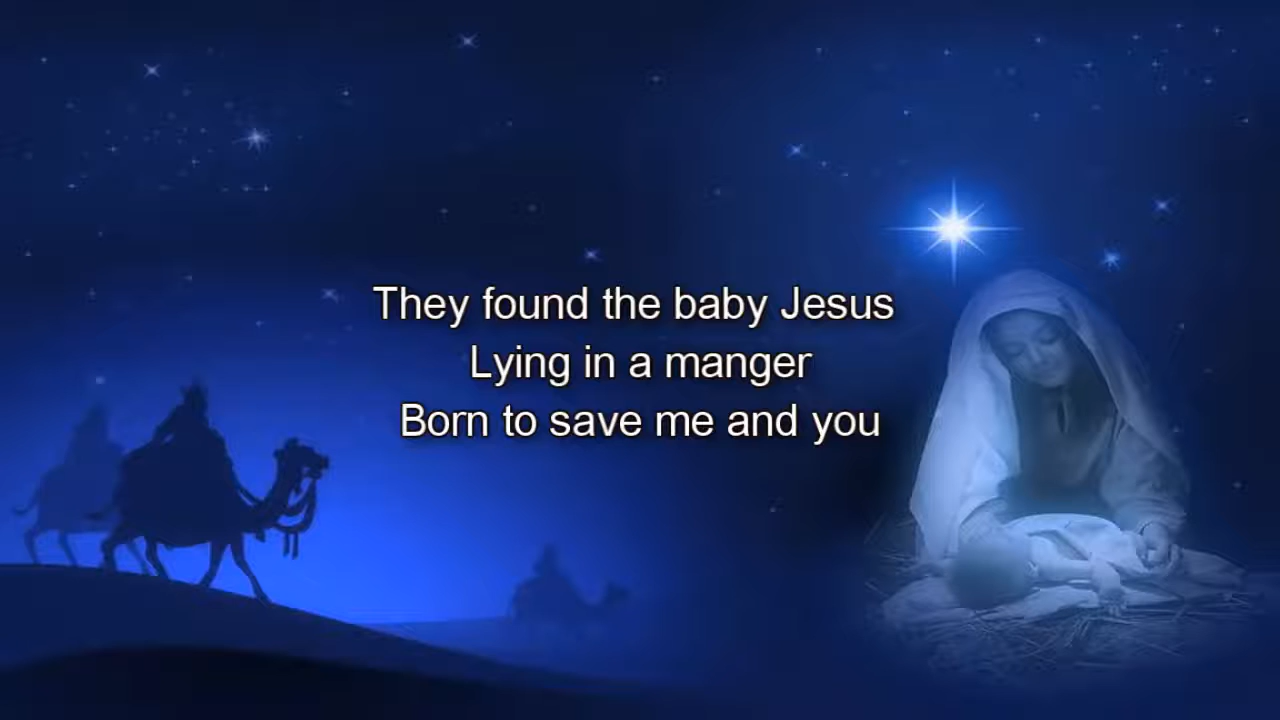 They found the baby Jesus
Lying in a manger
Born to save me and you